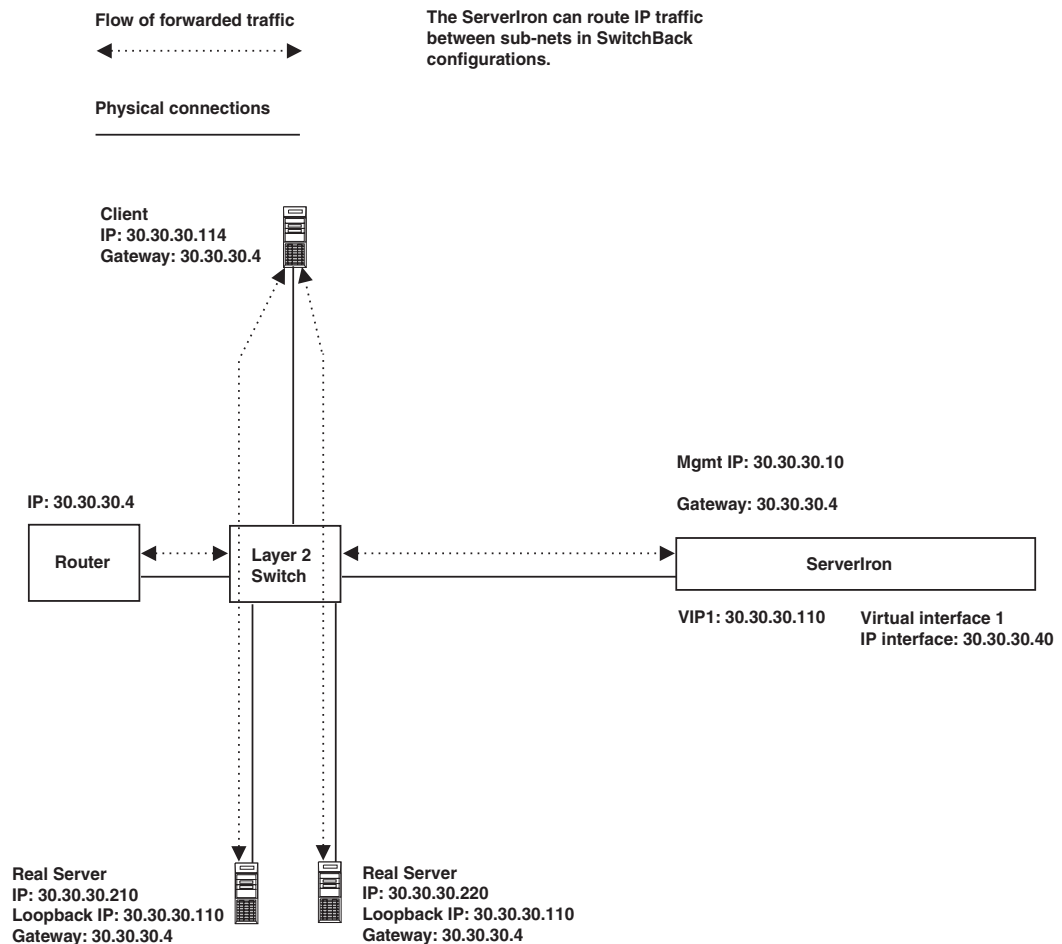 Flow of forwarded traffic
The ServerIron can route IP traffic
between sub-nets in SwitchBack
configurations.
Physical connections
Client
IP: 30.30.30.114
Gateway: 30.30.30.4
Mgmt IP: 30.30.30.10
Gateway: 30.30.30.4
IP: 30.30.30.4
Router
Layer 2
Switch
ServerIron
VIP1: 30.30.30.110
Virtual interface 1
IP interface: 30.30.30.40
Real Server
IP: 30.30.30.210
Loopback IP: 30.30.30.110
Gateway: 30.30.30.4
Real Server
IP: 30.30.30.220
Loopback IP: 30.30.30.110
Gateway: 30.30.30.4